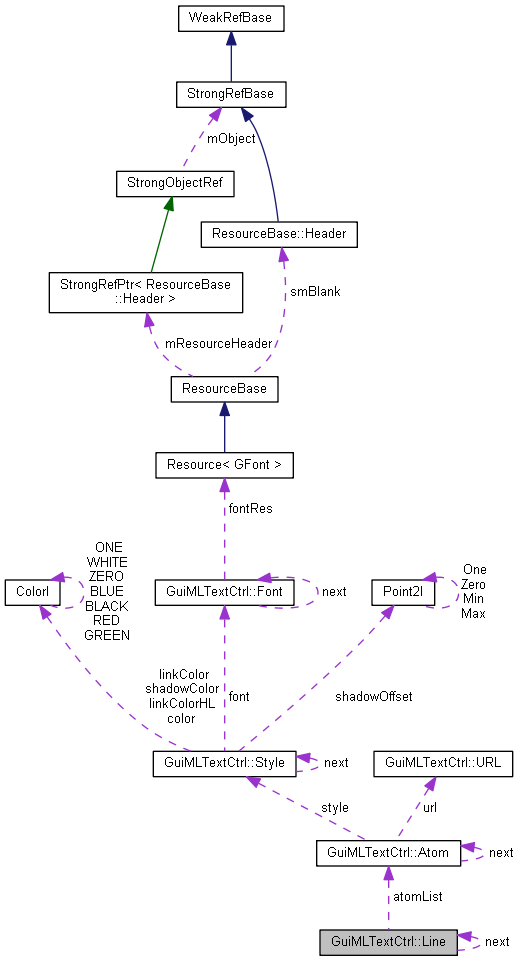 WeakRefBase
StrongRefBase
mObject
StrongObjectRef
ResourceBase::Header
StrongRefPtr< ResourceBase
::Header >
smBlank
mResourceHeader
ResourceBase
Resource< GFont >
fontRes
ONE
WHITE
ZERO
BLUE
BLACK
RED
GREEN
ColorI
GuiMLTextCtrl::Font
next
Point2I
One
Zero
Min
Max
linkColor
shadowColor
linkColorHL
color
font
shadowOffset
GuiMLTextCtrl::Style
next
GuiMLTextCtrl::URL
style
url
GuiMLTextCtrl::Atom
next
atomList
GuiMLTextCtrl::Line
next